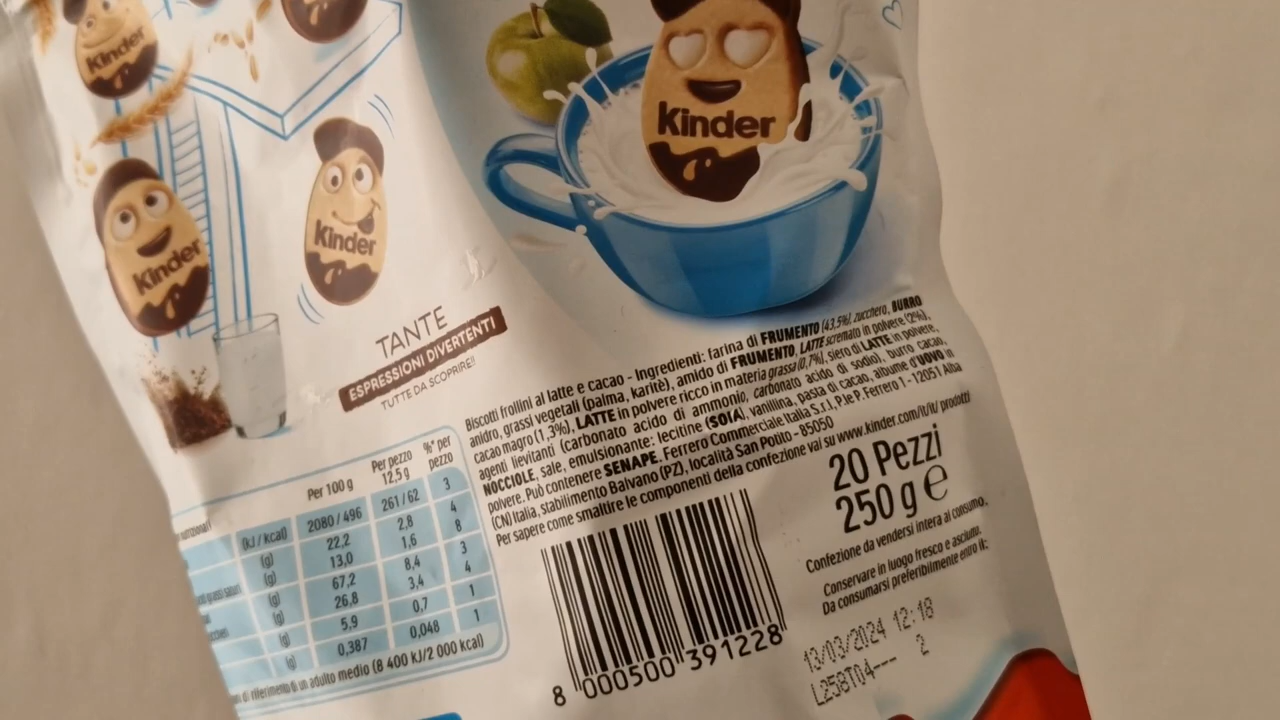 Kinder
Kinder
Kinder
Kinder
TANTE
ESPRESSIONI DIVERTENTI
TUTTE DA SCOPRIRE!!
Biscotti frollini al latte e cacao - Ingredienti: farina di FRUMENTO (43,5%), zucchero, BURRO
anidro, grassi vegetali (palma, karité), amido di FRUMENTO, LATTE scremato in polvere (2%),
cacao magro (1,3%), LATTE in polvere ricco in materia grassa (0,7%), siero di LATTE in polvere,
agenti lievitanti (carbonato acido di ammonio, carbonato acido di sodio), burro cacao,
NOCCIOLE, sale, emulsionante: lecitine (SOIA), vanillina, pasta di cacao, albume d'UOVO in
polvere. Può contenere SENAPE. Ferrero Commerciale Italia S.r.l, P.le P. Ferrero 1 - 12051 Alba
(CN) Italia, Stabilimento Balvano (PZ), località San Potito - 85050
Per sapere come smaltire le componenti della confezione vai su www.kinder.com/it/it/ prodotti
Per 100 g Per pezzo 12,5 g %* per pezzo
(kJ / kcal) 2080 / 496 261 / 62 3
(g) 22,2 2,8 4
(g) 13,0 1,6 8
(g) 67,2 8,4 3
(g) 26,8 3,4 4
(g) 5,9 0,7 1
(g) 0,387 0,048 1
di riferimento di un adulto medio (8 400 kJ/2 000 kcal)
20 Pezzi
250 g e
Confezione da vendersi intera al consumo.
Conservare in luogo fresco e asciutto.
Da consumarsi preferibilmente entro il:
13/03/2024 12:18
L258T04--- 2
8 000500 391228